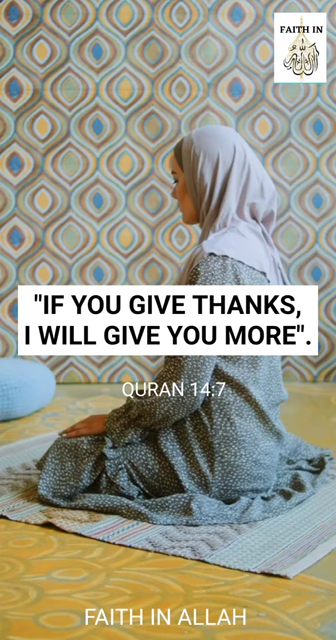 FAITH IN
"IF YOU GIVE THANKS,
I WILL GIVE YOU MORE".
QURAN 14:7
FAITH IN ALLAH